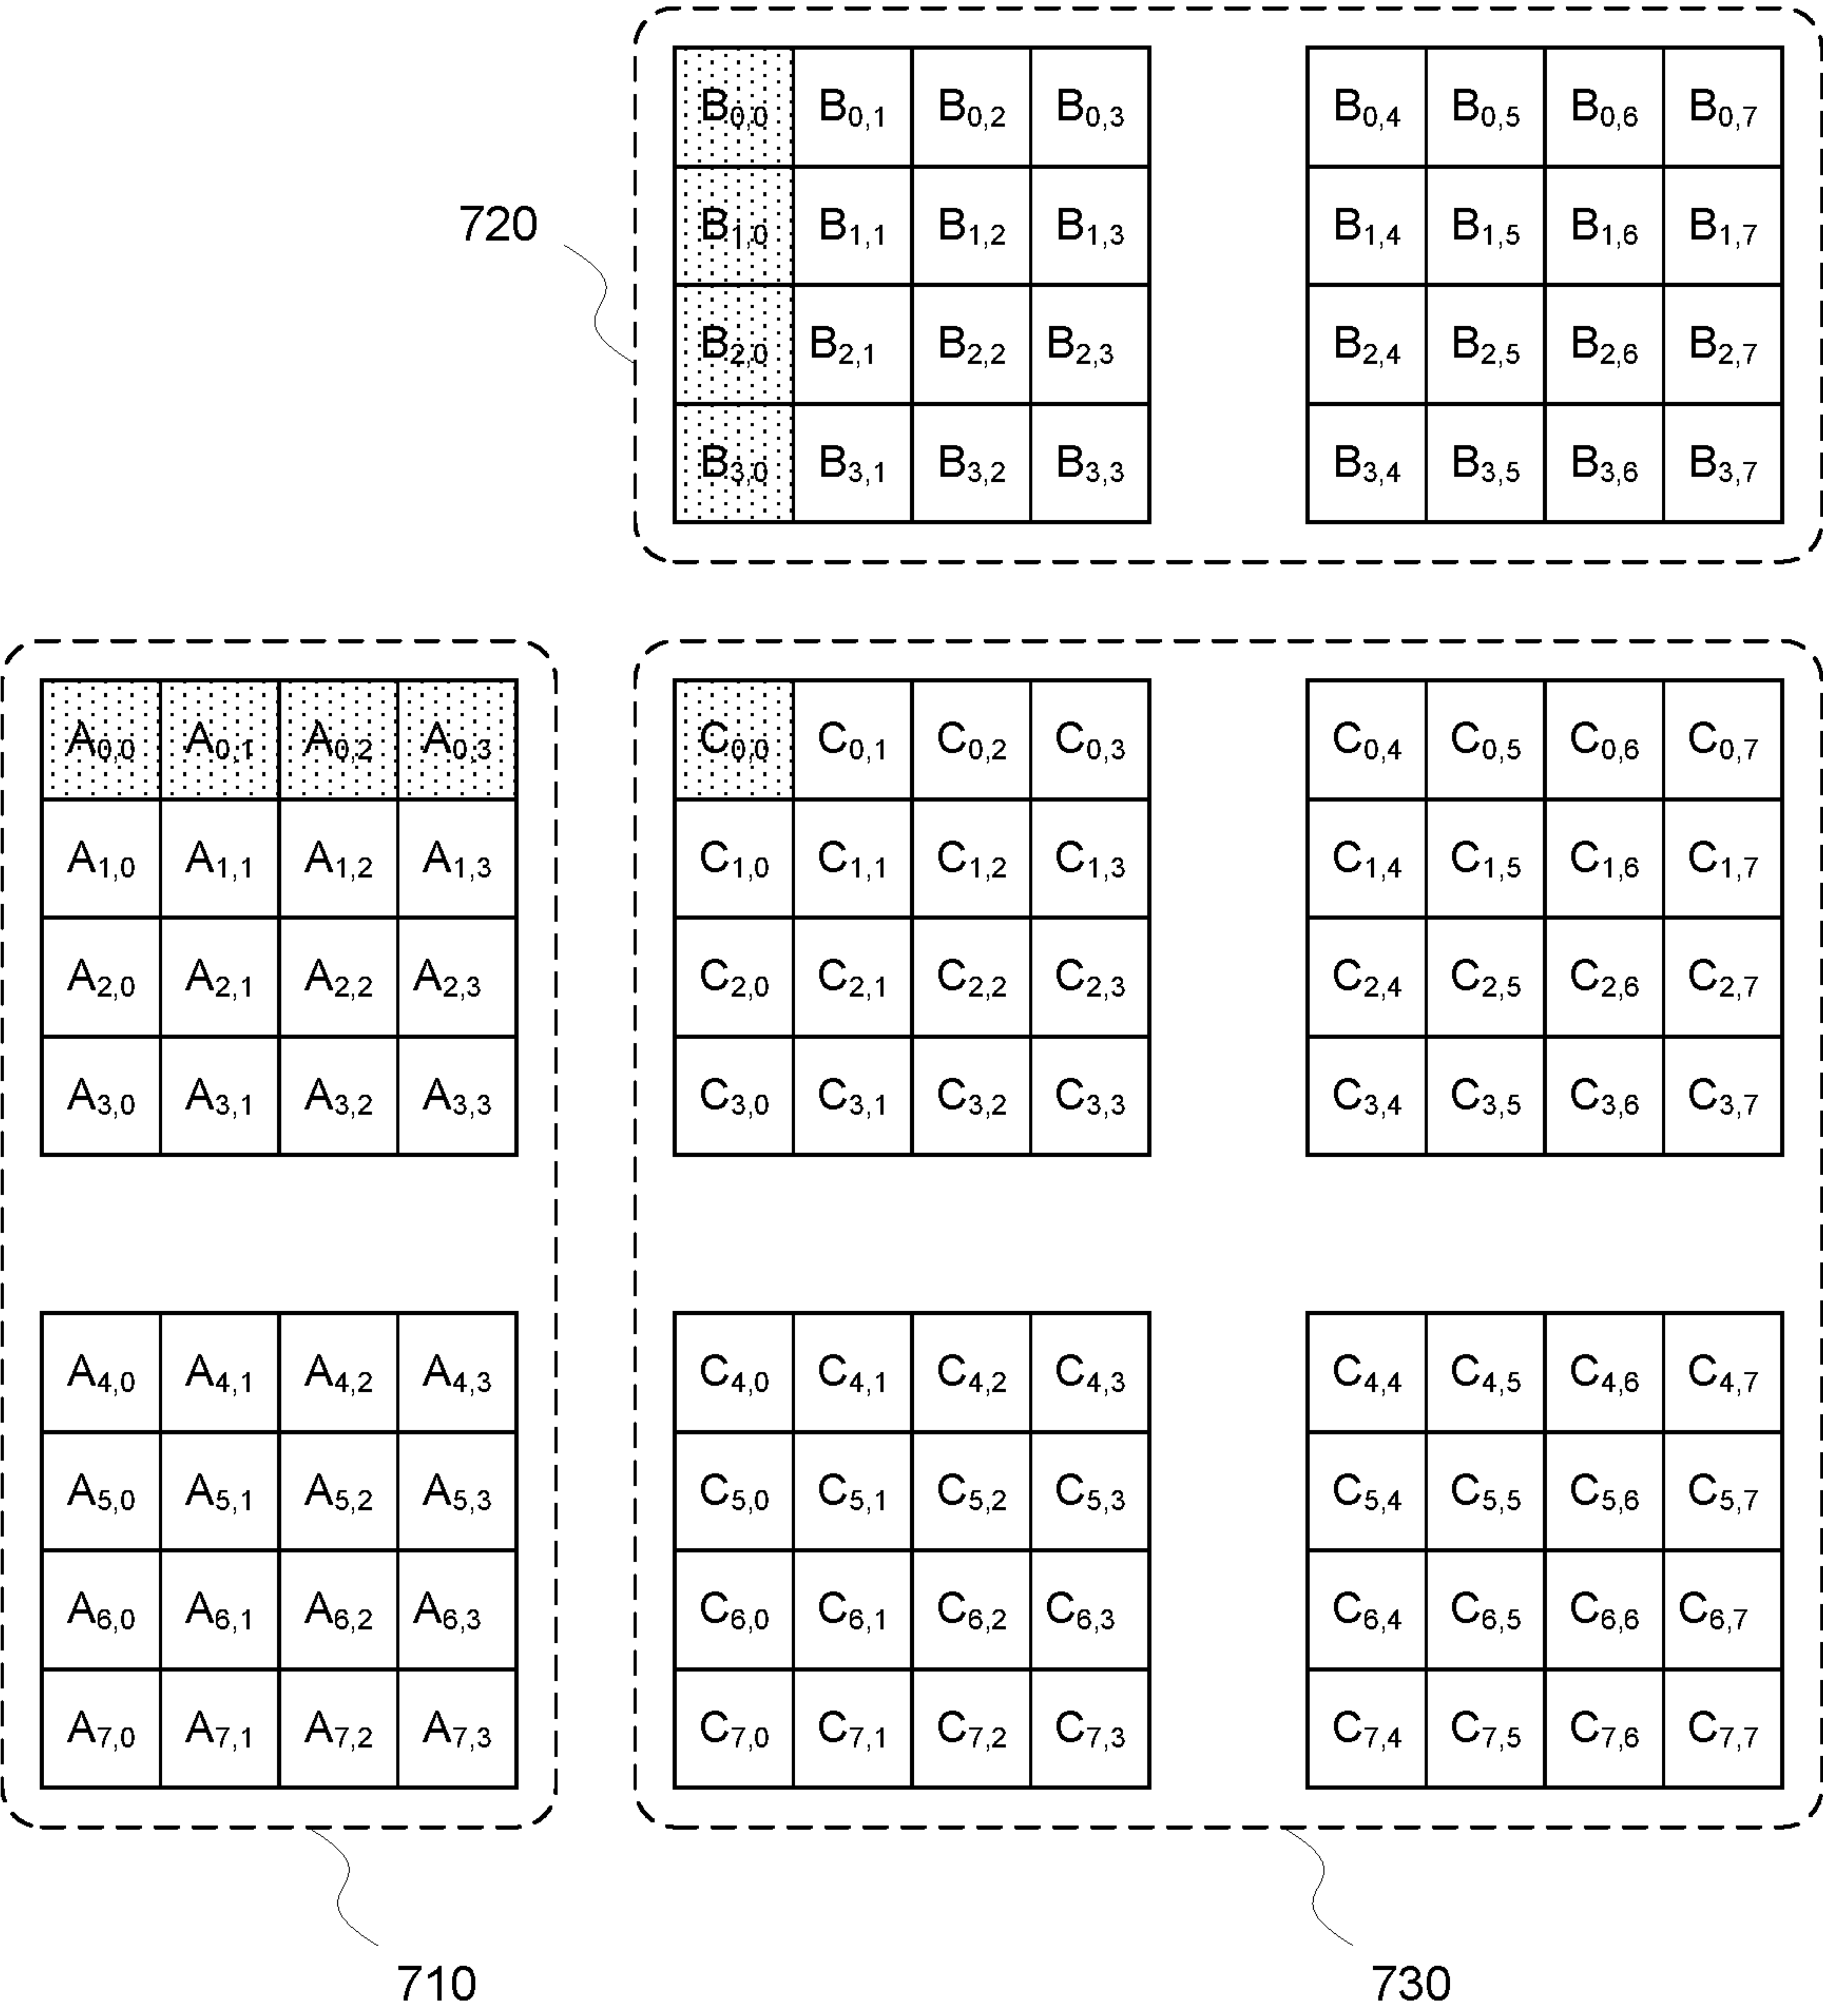 B0,0 B0,1 B0,2 B0,3 B0,4 B0,5 B0,6 B0,7
B1,0 B1,1 B1,2 B1,3 B1,4 B1,5 B1,6 B1,7
720
B2,0 B2,1 B2,2 B2,3 B2,4 B2,5 B2,6 B2,7
B3,0 B3,1 B3,2 B3,3 B3,4 B3,5 B3,6 B3,7
A0,0 A0,1 A0,2 A0,3 C0,0 C0,1 C0,2 C0,3 C0,4 C0,5 C0,6 C0,7
A1,0 A1,1 A1,2 A1,3 C1,0 C1,1 C1,2 C1,3 C1,4 C1,5 C1,6 C1,7
A2,0 A2,1 A2,2 A2,3 C2,0 C2,1 C2,2 C2,3 C2,4 C2,5 C2,6 C2,7
A3,0 A3,1 A3,2 A3,3 C3,0 C3,1 C3,2 C3,3 C3,4 C3,5 C3,6 C3,7
A4,0 A4,1 A4,2 A4,3 C4,0 C4,1 C4,2 C4,3 C4,4 C4,5 C4,6 C4,7
A5,0 A5,1 A5,2 A5,3 C5,0 C5,1 C5,2 C5,3 C5,4 C5,5 C5,6 C5,7
A6,0 A6,1 A6,2 A6,3 C6,0 C6,1 C6,2 C6,3 C6,4 C6,5 C6,6 C6,7
A7,0 A7,1 A7,2 A7,3 C7,0 C7,1 C7,2 C7,3 C7,4 C7,5 C7,6 C7,7
710 730